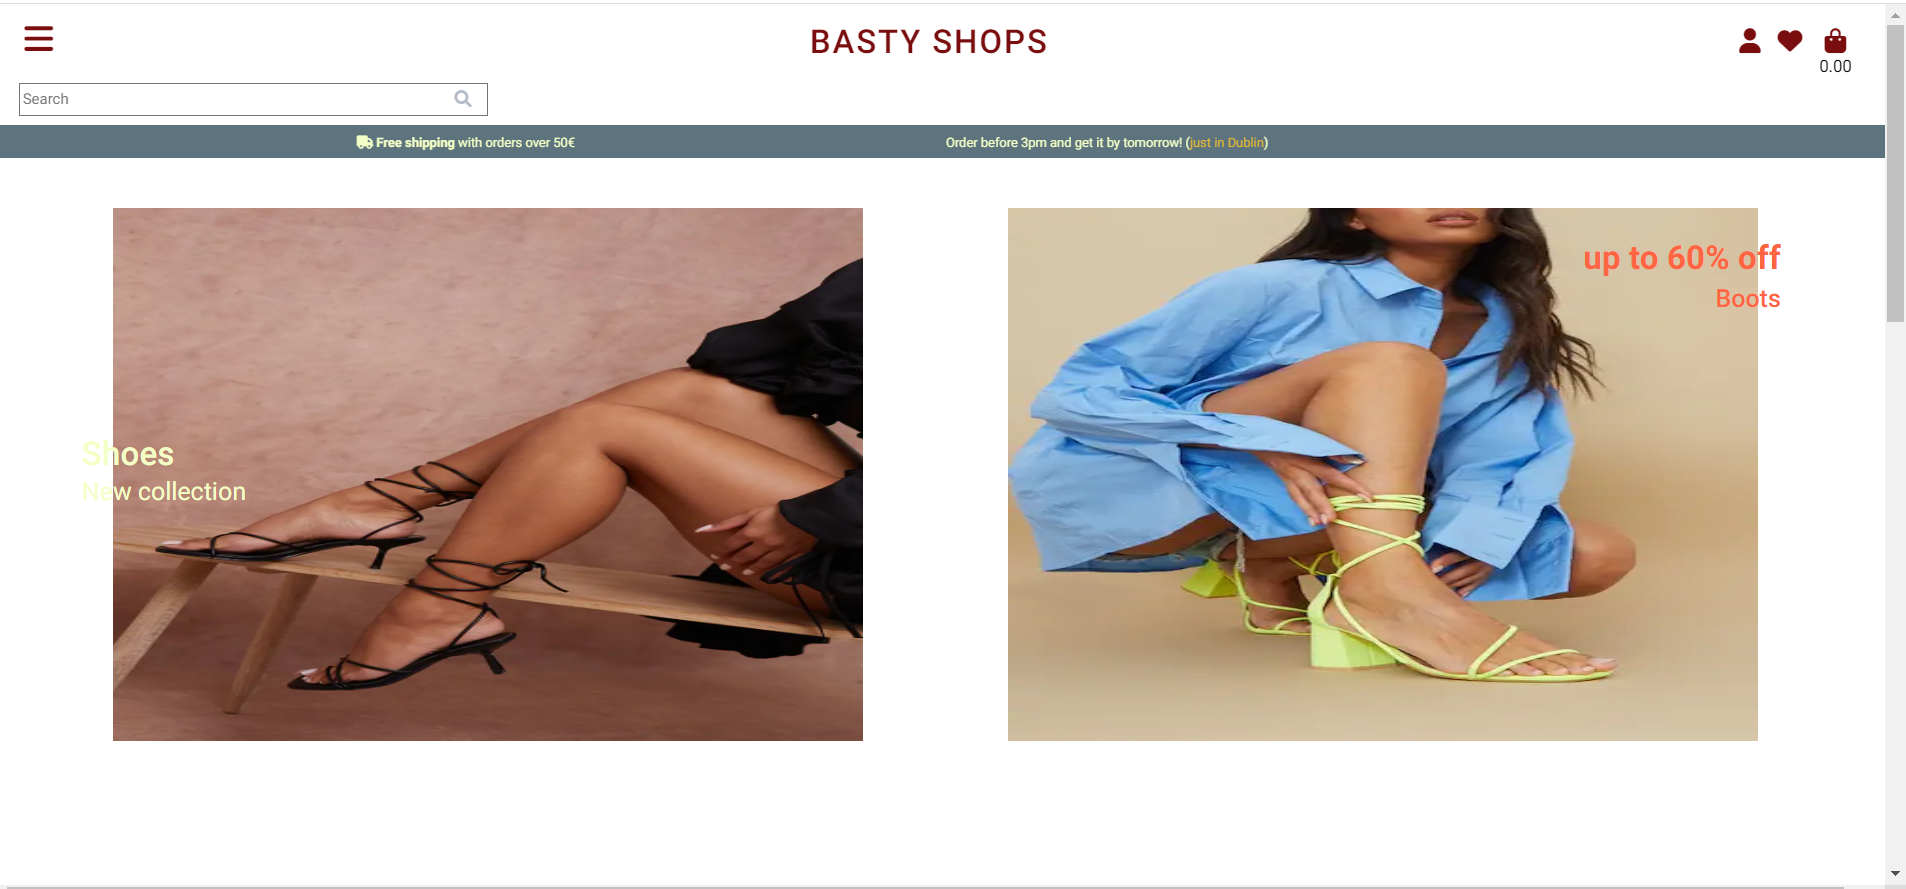 BASTY SHOPS
0.00
Search
Free shipping with orders over 50€
Order before 3pm and get it by tomorrow! (just in Dublin)
up to 60% off
Boots
Shoes
New collection